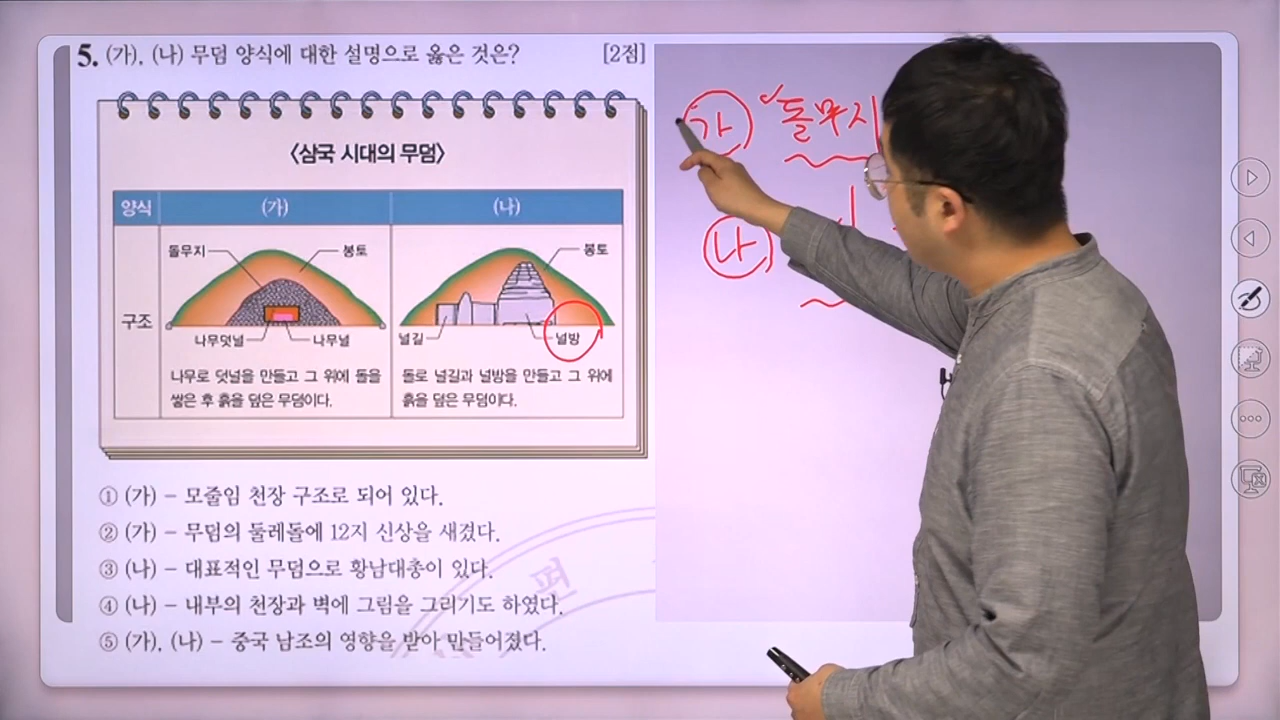 5. (가), (나) 무덤 양식에 대한 설명으로 옳은 것은? [2점]
<삼국 시대의 무덤>
양식 (가) (나)
구조
돌무지 봉토
나무덧널 나무널
나무로 덧널을 만들고 그 위에 돌을
쌓은 후 흙을 덮은 무덤이다.
봉토
널길 널방
돌로 널길과 널방을 만들고 그 위에
흙을 덮은 무덤이다.
① (가) - 모줄임 천장 구조로 되어 있다.
② (가) - 무덤의 둘레돌에 12지 신상을 새겼다.
③ (나) - 대표적인 무덤으로 황남대총이 있다.
④ (나) - 내부의 천장과 벽에 그림을 그리기도 하였다.
⑤ (가), (나) - 중국 남조의 영향을 받아 만들어졌다.
편
가 돌무지
나